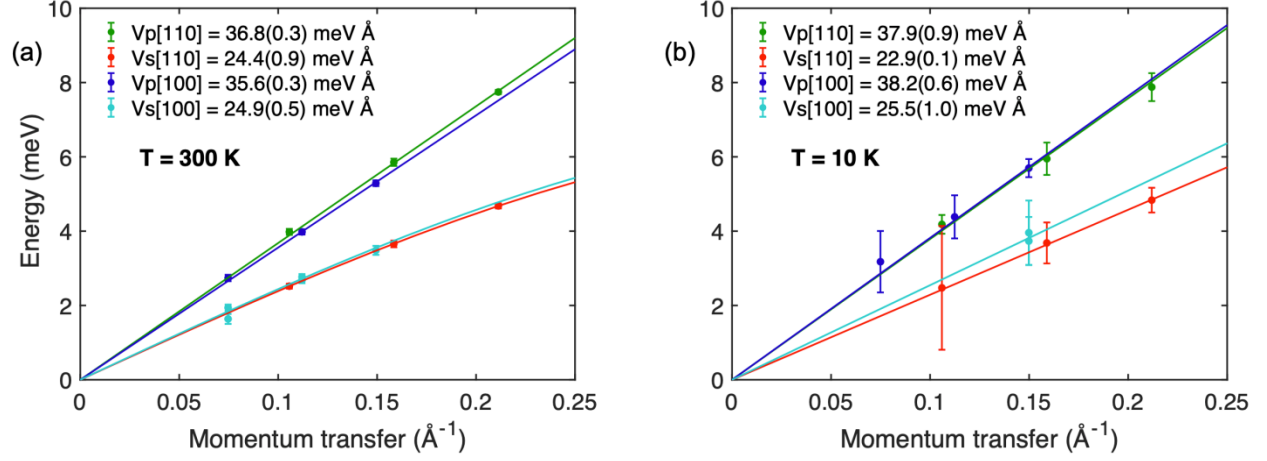 (a)
Vp[110] = 36.8(0.3) meV Å
Vs[110] = 24.4(0.9) meV Å
Vp[100] = 35.6(0.3) meV Å
Vs[100] = 24.9(0.5) meV Å
T = 300 K
Energy (meV)
10
8
6
4
2
0
0 0.05 0.1 0.15 0.2 0.25
Momentum transfer (Å⁻¹)
(b)
Vp[110] = 37.9(0.9) meV Å
Vs[110] = 22.9(0.1) meV Å
Vp[100] = 38.2(0.6) meV Å
Vs[100] = 25.5(1.0) meV Å
T = 10 K
10
8
6
4
2
0
0 0.05 0.1 0.15 0.2 0.25
Momentum transfer (Å⁻¹)